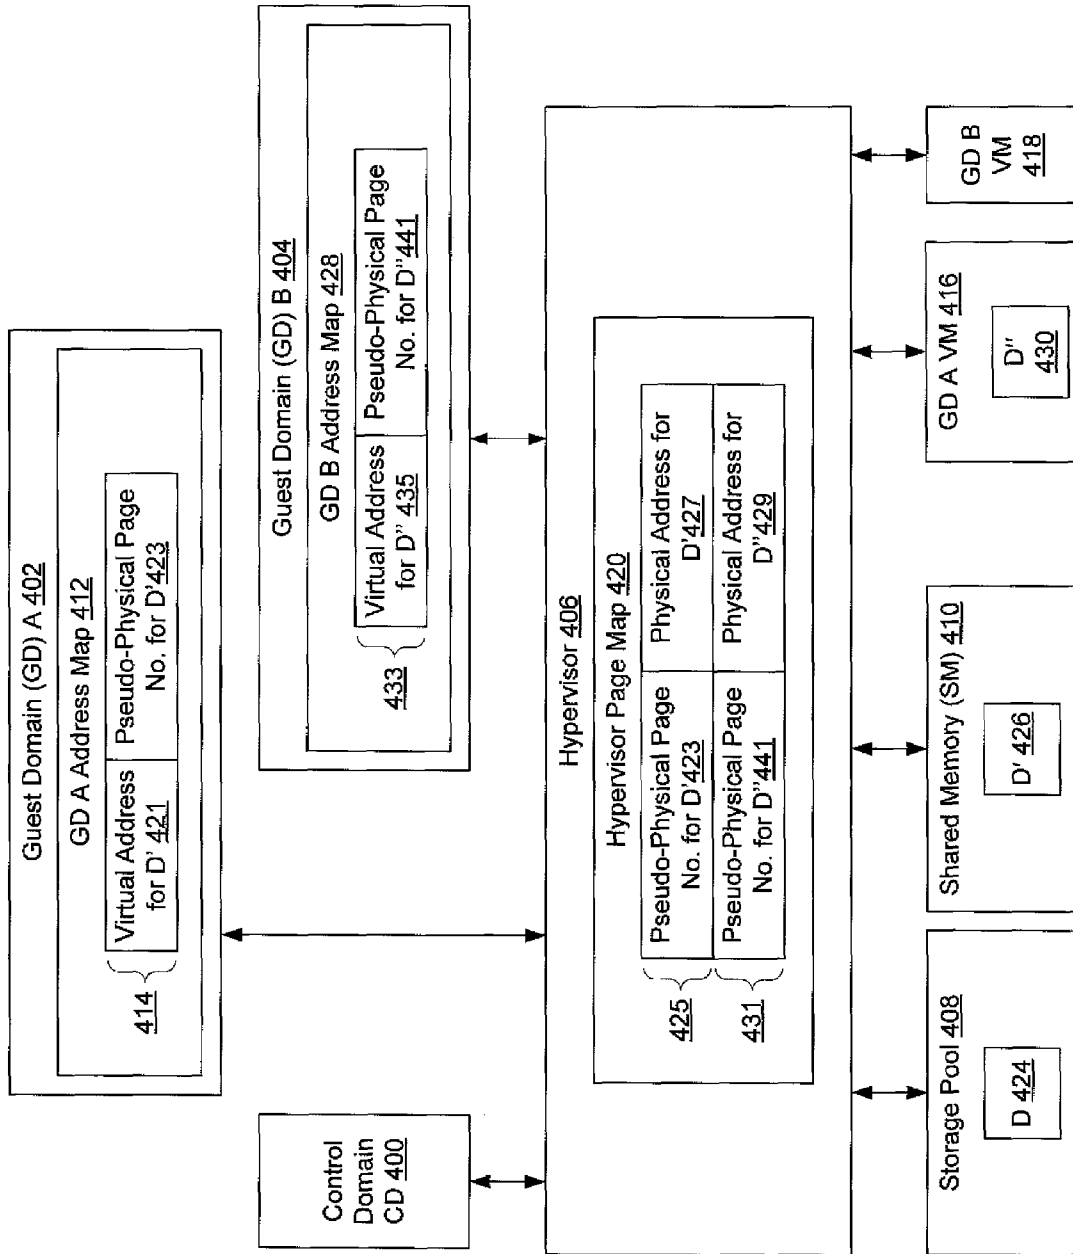 Guest Domain (GD) A 402
GD A Address Map 412
Virtual Address
for D' 421
Pseudo-Physical Page
No. for D'423
414
Guest Domain (GD) B 404
GD B Address Map 428
Virtual Address
for D" 435
Pseudo-Physical Page
No. for D"441
433
Control
Domain
CD 400
Hypervisor 406
Hypervisor Page Map 420
Pseudo-Physical Page
No. for D'423
Physical Address for
D'427
425
Pseudo-Physical Page
No. for D"441
Physical Address for
D"429
431
Storage Pool 408
D 424
Shared Memory (SM) 410
D' 426
GD A VM 416
D"
430
GD B
VM
418